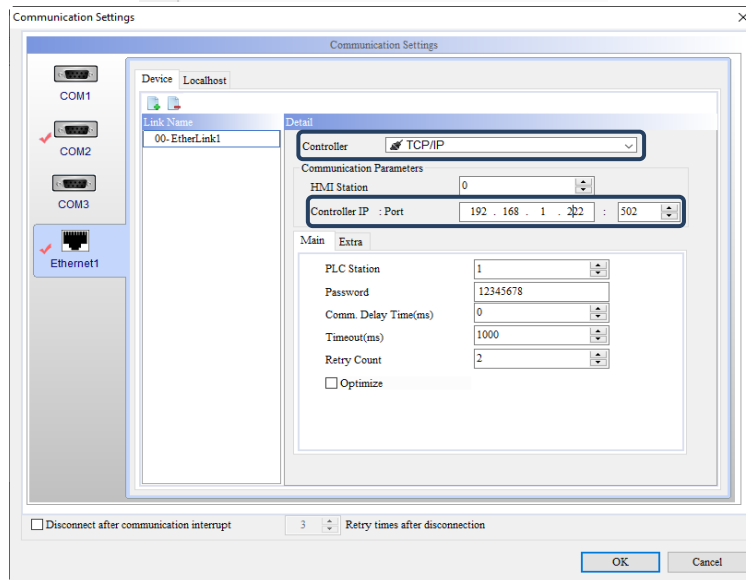 Communication Settings
Communication Settings
COM1
COM2
COM3
Ethernet1
Device Localhost
Link Name
00- EtherLink1
Detail
Controller TCP/IP
Communication Parameters
HMI Station 0
Controller IP : Port 192 . 168 . 1 . 222 : 502
Main Extra
PLC Station 1
Password 12345678
Comm. Delay Time(ms) 0
Timeout(ms) 1000
Retry Count 2
Optimize
Disconnect after communication interrupt 3 Retry times after disconnection
OK Cancel